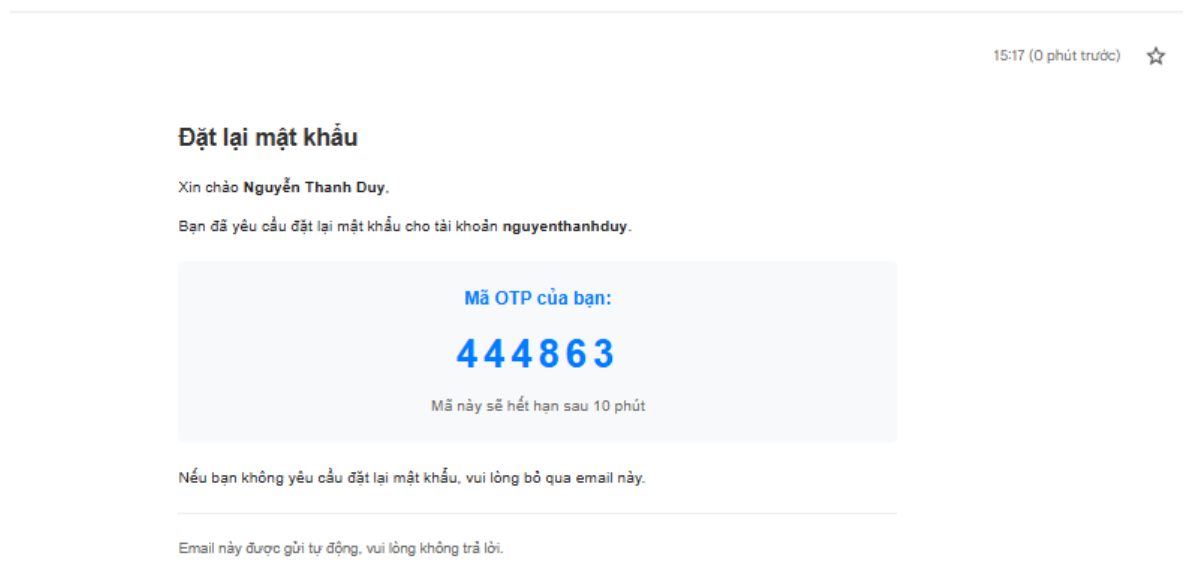 15:17 (0 phút trước)
Đặt lại mật khẩu
Xin chào Nguyễn Thanh Duy,
Bạn đã yêu cầu đặt lại mật khẩu cho tài khoản nguyenthanhduy.
Mã OTP của bạn:
444863
Mã này sẽ hết hạn sau 10 phút
Nếu bạn không yêu cầu đặt lại mật khẩu, vui lòng bỏ qua email này.
Email này được gửi tự động, vui lòng không trả lời.